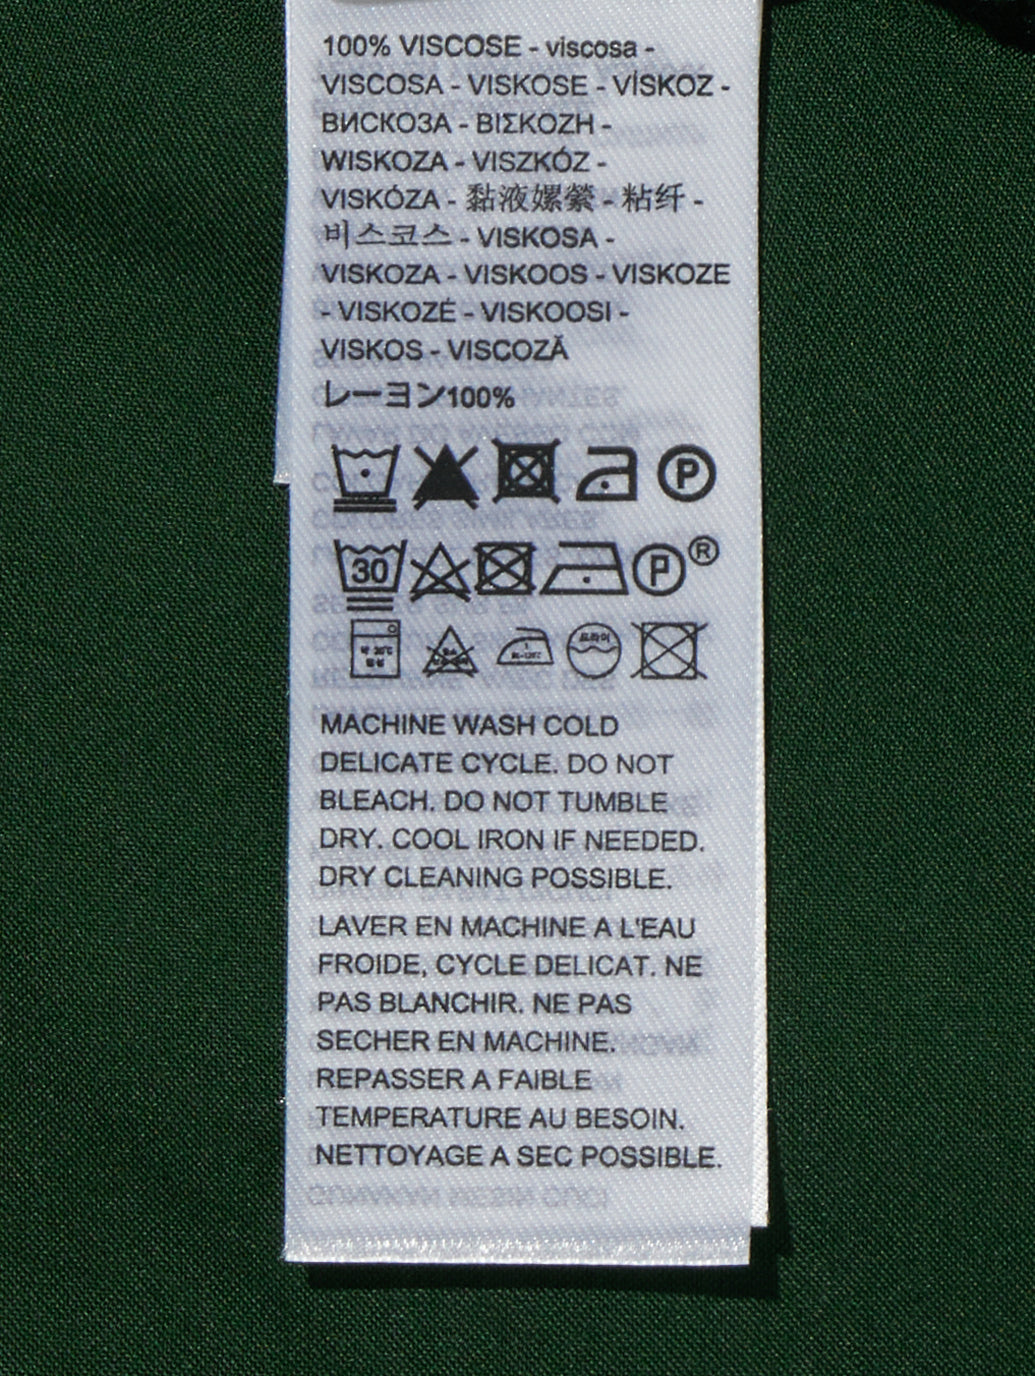 100% VISCOSE - viscosa -
VISCOSA - VISKOSE - VİSKOZ -
ВИСКОЗА - ΒΙΣΚΟΖΗ -
WISKOZA - VISZKÓZ -
VISKÓZA - 黏液嫘縈 - 粘纤 -
비스코스 - VISKOSA -
VISKOZA - VISKOOS - VISKOZE
- VISKOZĖ - VISKOOSI -
VISKOS - VISCOZĂ
レーヨン100%
P
30 P ®
드라이
MACHINE WASH COLD
DELICATE CYCLE. DO NOT
BLEACH. DO NOT TUMBLE
DRY. COOL IRON IF NEEDED.
DRY CLEANING POSSIBLE.
LAVER EN MACHINE A L'EAU
FROIDE, CYCLE DELICAT. NE
PAS BLANCHIR. NE PAS
SECHER EN MACHINE.
REPASSER A FAIBLE
TEMPERATURE AU BESOIN.
NETTOYAGE A SEC POSSIBLE.